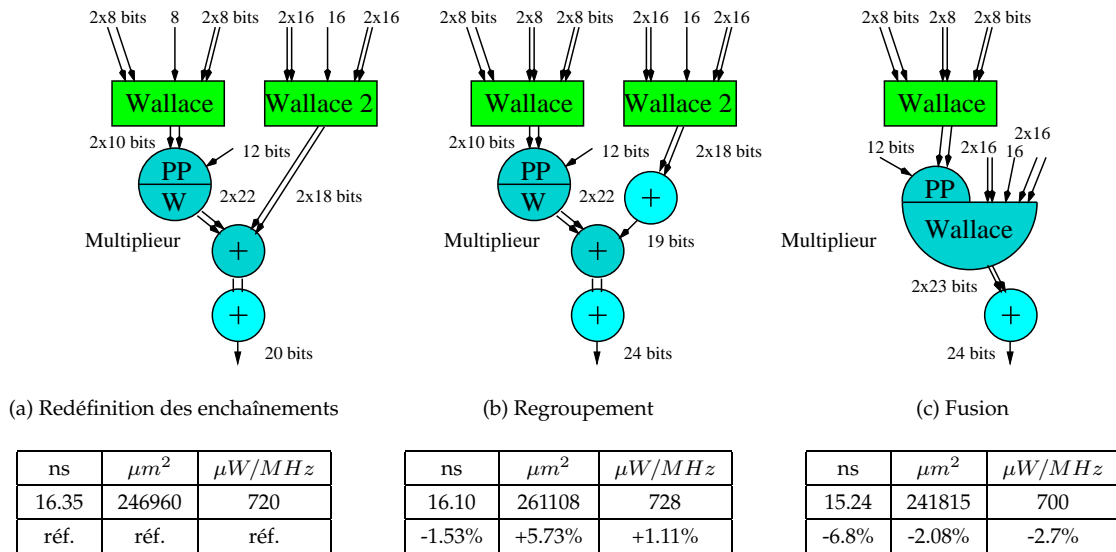 2x8 bits 8 2x8 bits 2x16 16 2x16
Wallace Wallace 2
2x10 bits
12 bits
PP
W
2x22 2x18 bits
Multiplieur
+
+
20 bits
(a) Redéfinition des enchaînements
2x8 bits 2x8 2x8 bits 2x16 16 2x16
Wallace Wallace 2
2x10 bits
12 bits 2x18 bits
PP
W
+
2x22
19 bits
Multiplieur
+
+
24 bits
(b) Regroupement
2x8 bits 2x8 2x8 bits
Wallace
12 bits 2x16 16 2x16
PP
Wallace
Multiplieur
2x23 bits
+
24 bits
(c) Fusion
ns μm² μW/MHz
16.35 246960 720
réf. réf. réf.
ns μm² μW/MHz
16.10 261108 728
-1.53% +5.73% +1.11%
ns μm² μW/MHz
15.24 241815 700
-6.8% -2.08% -2.7%